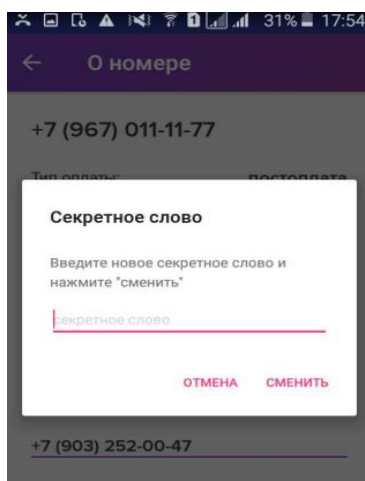 1 31% 17:54
О номере
+7 (967) 011-11-77
Тип оплаты: постоплата
Секретное слово
Введите новое секретное слово и
нажмите "сменить"
секретное слово
ОТМЕНА СМЕНИТЬ
+7 (903) 252-00-47